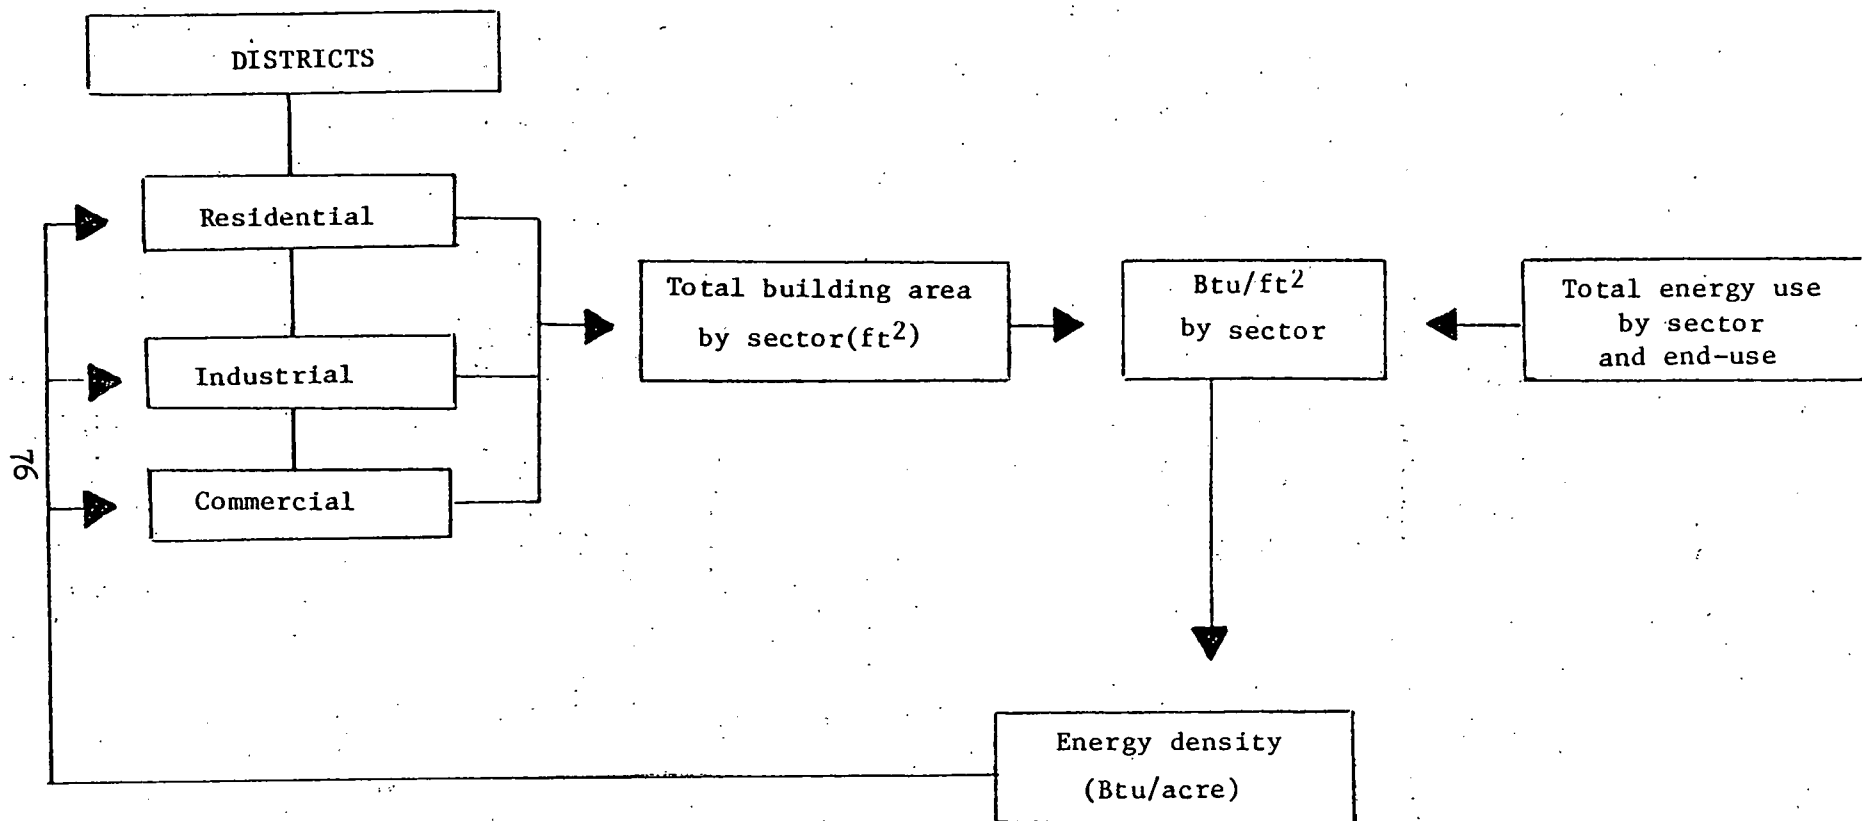 DISTRICTS
Residential
Industrial
Commercial
Total building area
by sector(ft²)
Btu/ft²
by sector
Total energy use
by sector
and end-use
Energy density
(Btu/acre)
76